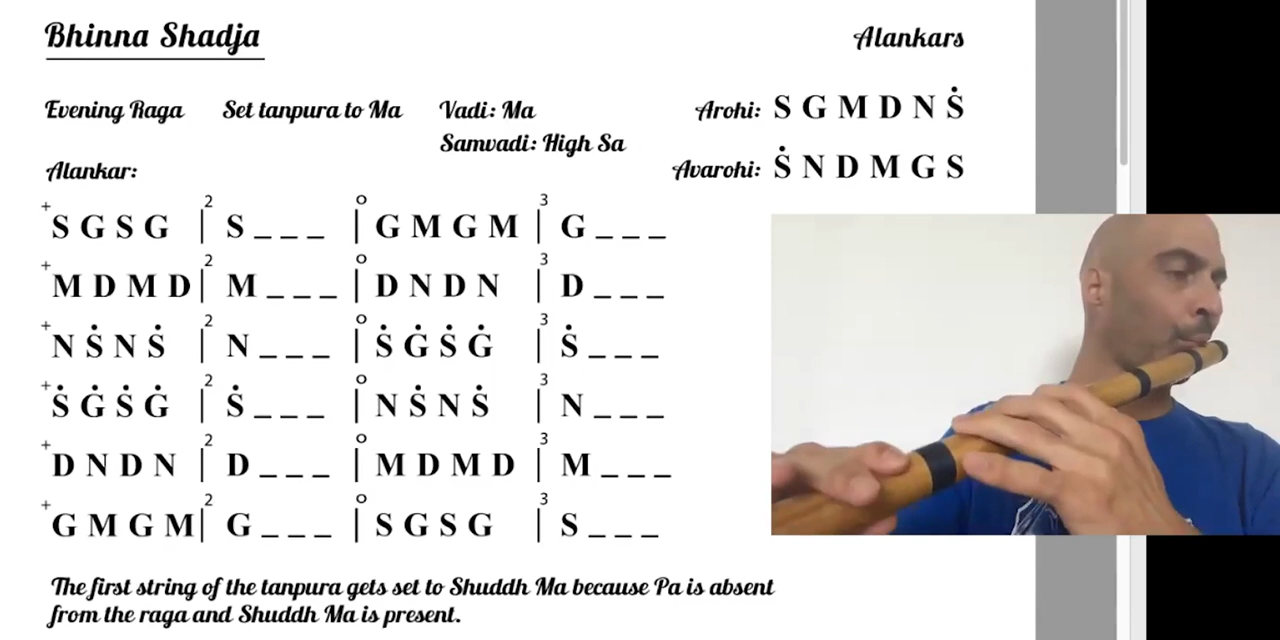 Bhinna Shadja
Alankars
Evening Raga Set tanpura to Ma Vadi: Ma
Samvadi: High Sa
Arohi: S G M D N Ṡ
Avarohi: Ṡ N D M G S
Alankar:
+ S G S G | 2 S _ _ _ | o G M G M | 3 G _ _ _
+ M D M D | 2 M _ _ _ | o D N D N | 3 D _ _ _
+ N Ṡ N Ṡ | 2 N _ _ _ | o Ṡ Ġ Ṡ Ġ | 3 Ṡ _ _ _
+ Ṡ Ġ Ṡ Ġ | 2 Ṡ _ _ _ | o N Ṡ N Ṡ | 3 N _ _ _
+ D N D N | 2 D _ _ _ | o M D M D | 3 M _ _ _
+ G M G M | 2 G _ _ _ | o S G S G | 3 S _ _ _
The first string of the tanpura gets set to Shuddh Ma because Pa is absent
from the raga and Shuddh Ma is present.